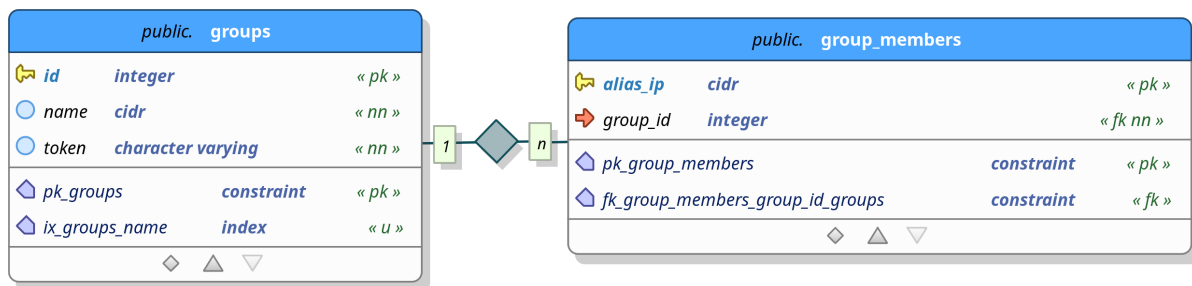 public. groups
id integer « pk »
name cidr « nn »
token character varying « nn »
pk_groups constraint « pk »
ix_groups_name index « u »
1
n
public. group_members
alias_ip cidr « pk »
group_id integer « fk nn »
pk_group_members constraint « pk »
fk_group_members_group_id_groups constraint « fk »